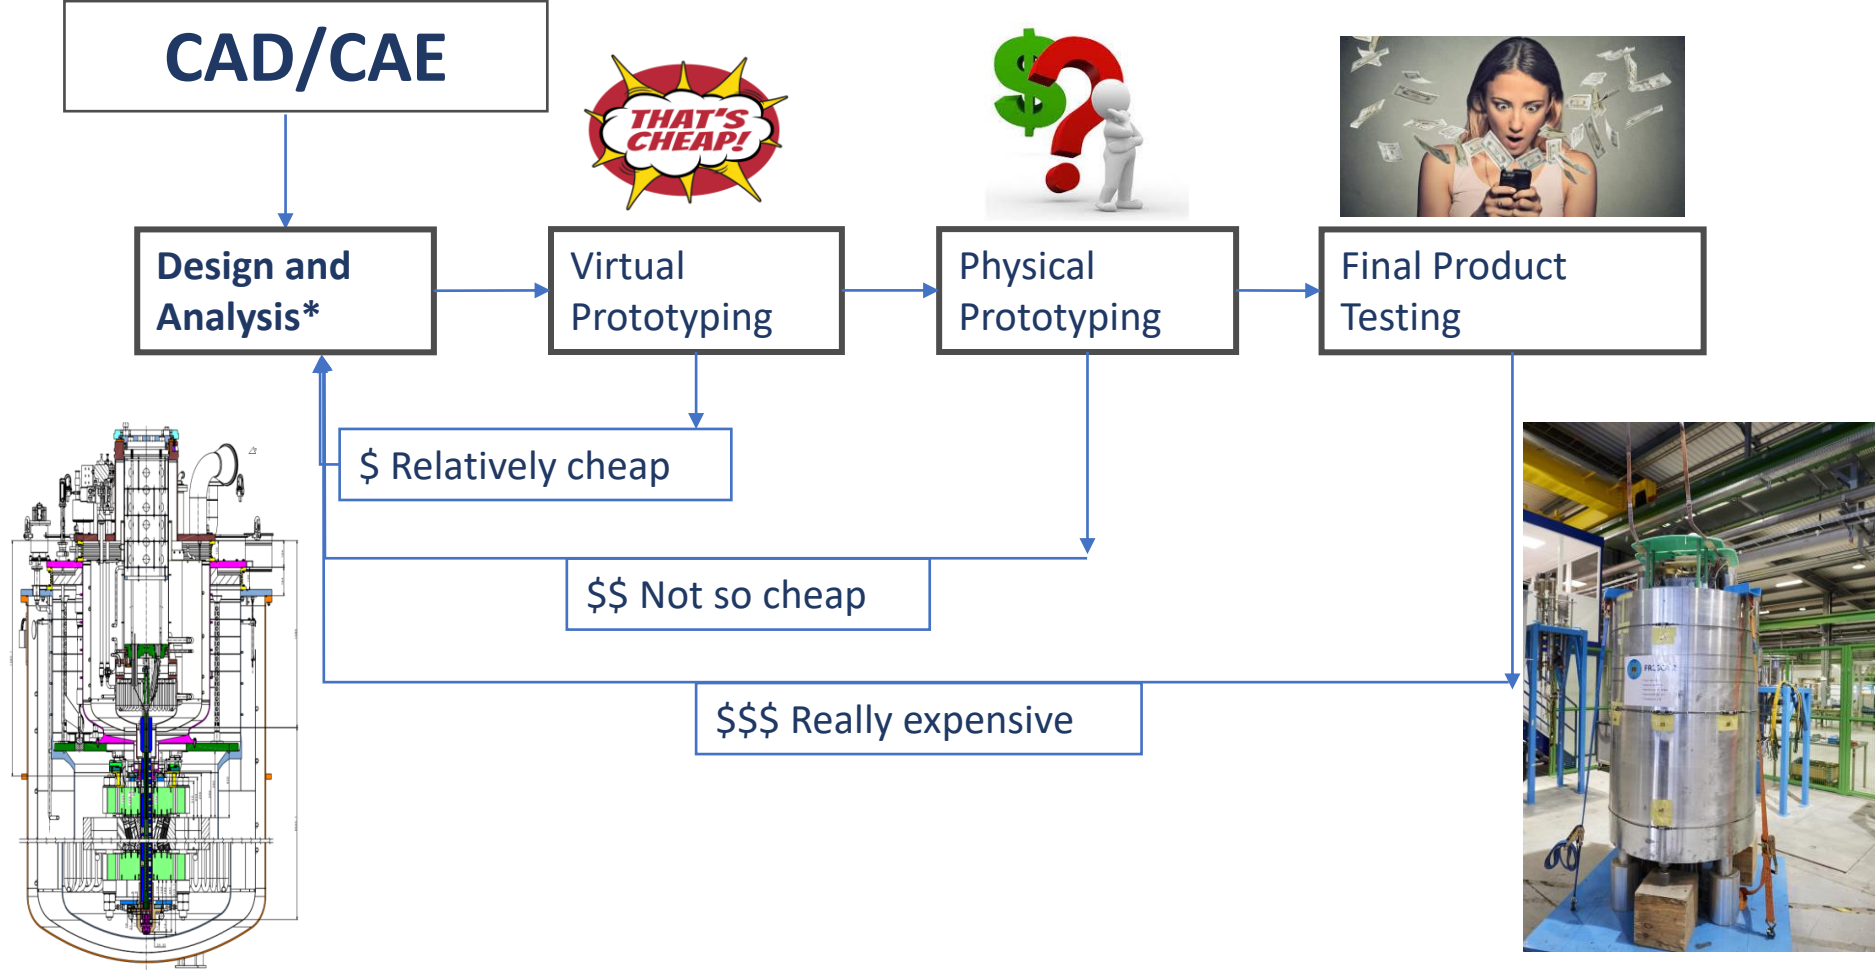 CAD/CAE
THAT'S
CHEAP!
Design and
Analysis*
Virtual
Prototyping
Physical
Prototyping
Final Product
Testing
$ Relatively cheap
$$ Not so cheap
$$$ Really expensive